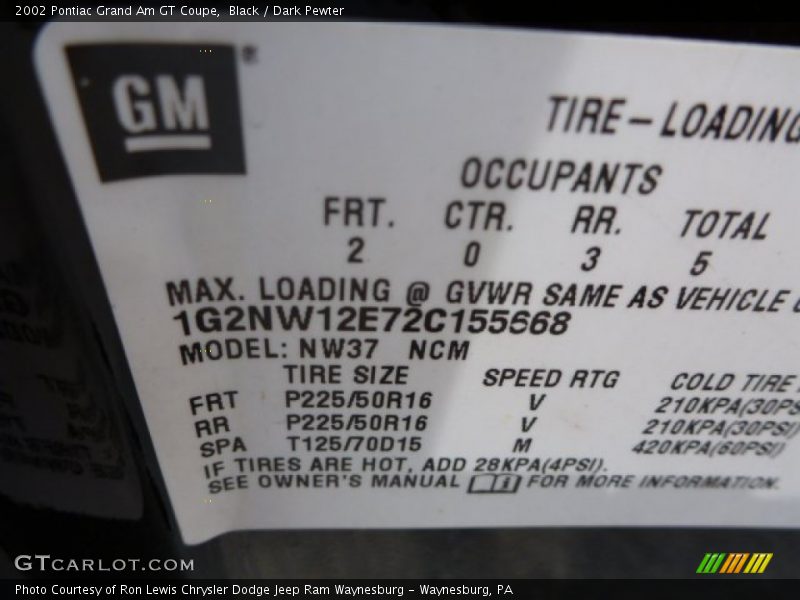 2002 Pontiac Grand Am GT Coupe, Black / Dark Pewter
GM ®
TIRE-LOADING
OCCUPANTS
FRT. CTR. RR. TOTAL
2 0 3 5
MAX. LOADING @ GVWR SAME AS VEHICLE
1G2NW12E72C155668
MODEL: NW37 NCM
TIRE SIZE SPEED RTG COLD TIRE
FRT P225/50R16 V 210KPA(30PSI)
RR P225/50R16 V 210KPA(30PSI)
SPA T125/70D15 M 420KPA(60PSI)
IF TIRES ARE HOT, ADD 28KPA(4PSI).
SEE OWNER'S MANUAL FOR MORE INFORMATION.
GTCARLOT.COM
Photo Courtesy of Ron Lewis Chrysler Dodge Jeep Ram Waynesburg - Waynesburg, PA